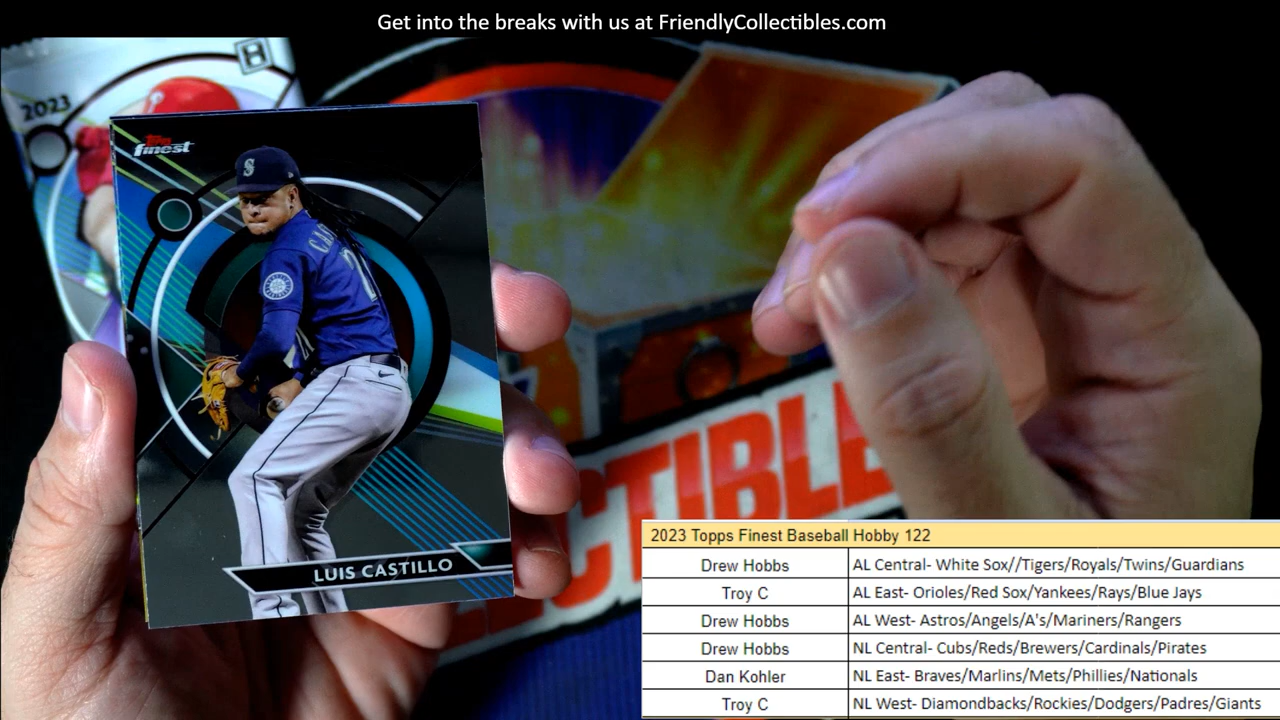 Get into the breaks with us at FriendlyCollectibles.com
H
2023
Topps
finest
S
LUIS CASTILLO
CTIBLE
2023 Topps Finest Baseball Hobby 122
Drew Hobbs AL Central- White Sox//Tigers/Royals/Twins/Guardians
Troy C AL East- Orioles/Red Sox/Yankees/Rays/Blue Jays
Drew Hobbs AL West- Astros/Angels/A's/Mariners/Rangers
Drew Hobbs NL Central- Cubs/Reds/Brewers/Cardinals/Pirates
Dan Kohler NL East- Braves/Marlins/Mets/Phillies/Nationals
Troy C NL West- Diamondbacks/Rockies/Dodgers/Padres/Giants